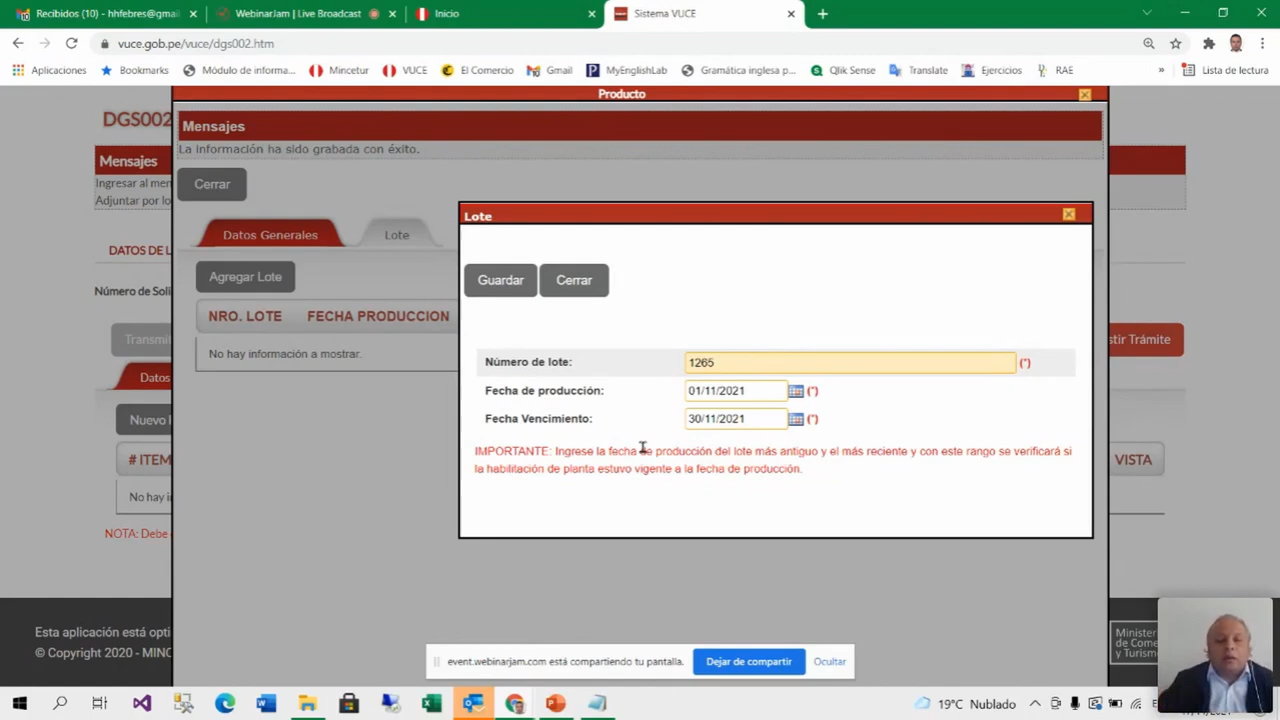 Recibidos (10) - hhfebres@gmail
WebinarJam | Live Broadcast
Inicio
Sistema VUCE
vuce.gob.pe/vuce/dgs002.htm
Aplicaciones
Bookmarks
Módulo de informa...
Mincetur
VUCE
El Comercio
Gmail
MyEnglishLab
Gramática inglesa p...
Qlik Sense
Translate
Ejercicios
RAE
»
Lista de lectura
Producto
DGS002
Mensajes
La información ha sido grabada con éxito.
Mensajes
Ingresar al men
Adjuntar por lo
Cerrar
Lote
Datos Generales
Lote
DATOS DE L
Agregar Lote
Guardar
Cerrar
Número de Soli
NRO. LOTE
FECHA PRODUCCION
Transmi
No hay información a mostrar.
stir Trámite
Número de lote:
1265
(*)
Datos
Fecha de producción:
01/11/2021
(*)
Nuevo
Fecha Vencimiento:
30/11/2021
(*)
# ITEM
VISTA
IMPORTANTE: Ingrese la fecha de producción del lote más antiguo y el más reciente y con este rango se verificará si
la habilitación de planta estuvo vigente a la fecha de producción.
No hay i
NOTA: Debe
Esta aplicación está opti
© Copyright 2020 - MINC
Minister
de Come
y Turismo
event.webinarjam.com está compartiendo tu pantalla.
Dejar de compartir
Ocultar
19°C Nublado